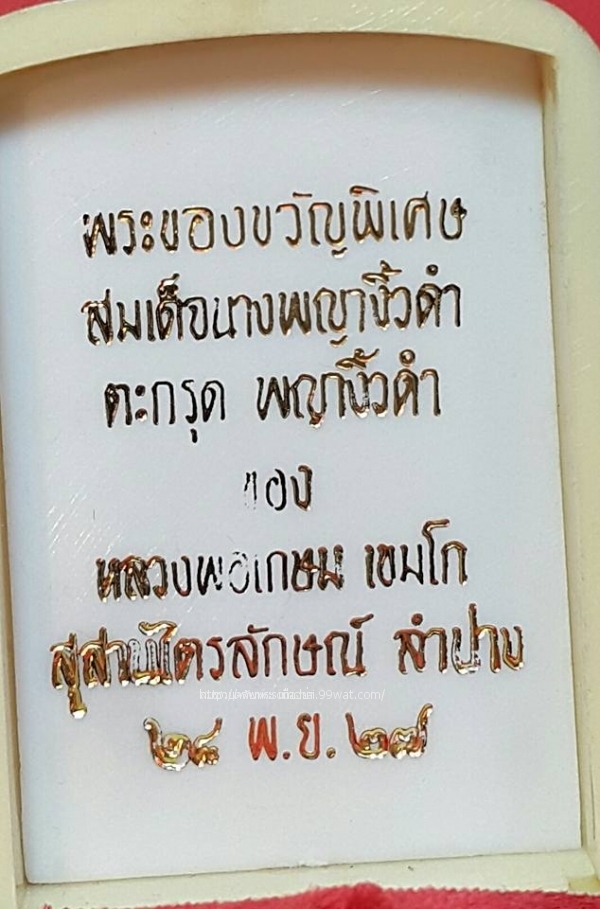 พระของขวัญพิเศษ
สมเด็จนางพญางิ้วดำ
ตะกรุด พญางิ้วดำ
ของ
หลวงพ่อเกษม เขมโก
สุสานไตรลักษณ์ ลำปาง
๒๘ พ.ย. ๒๗